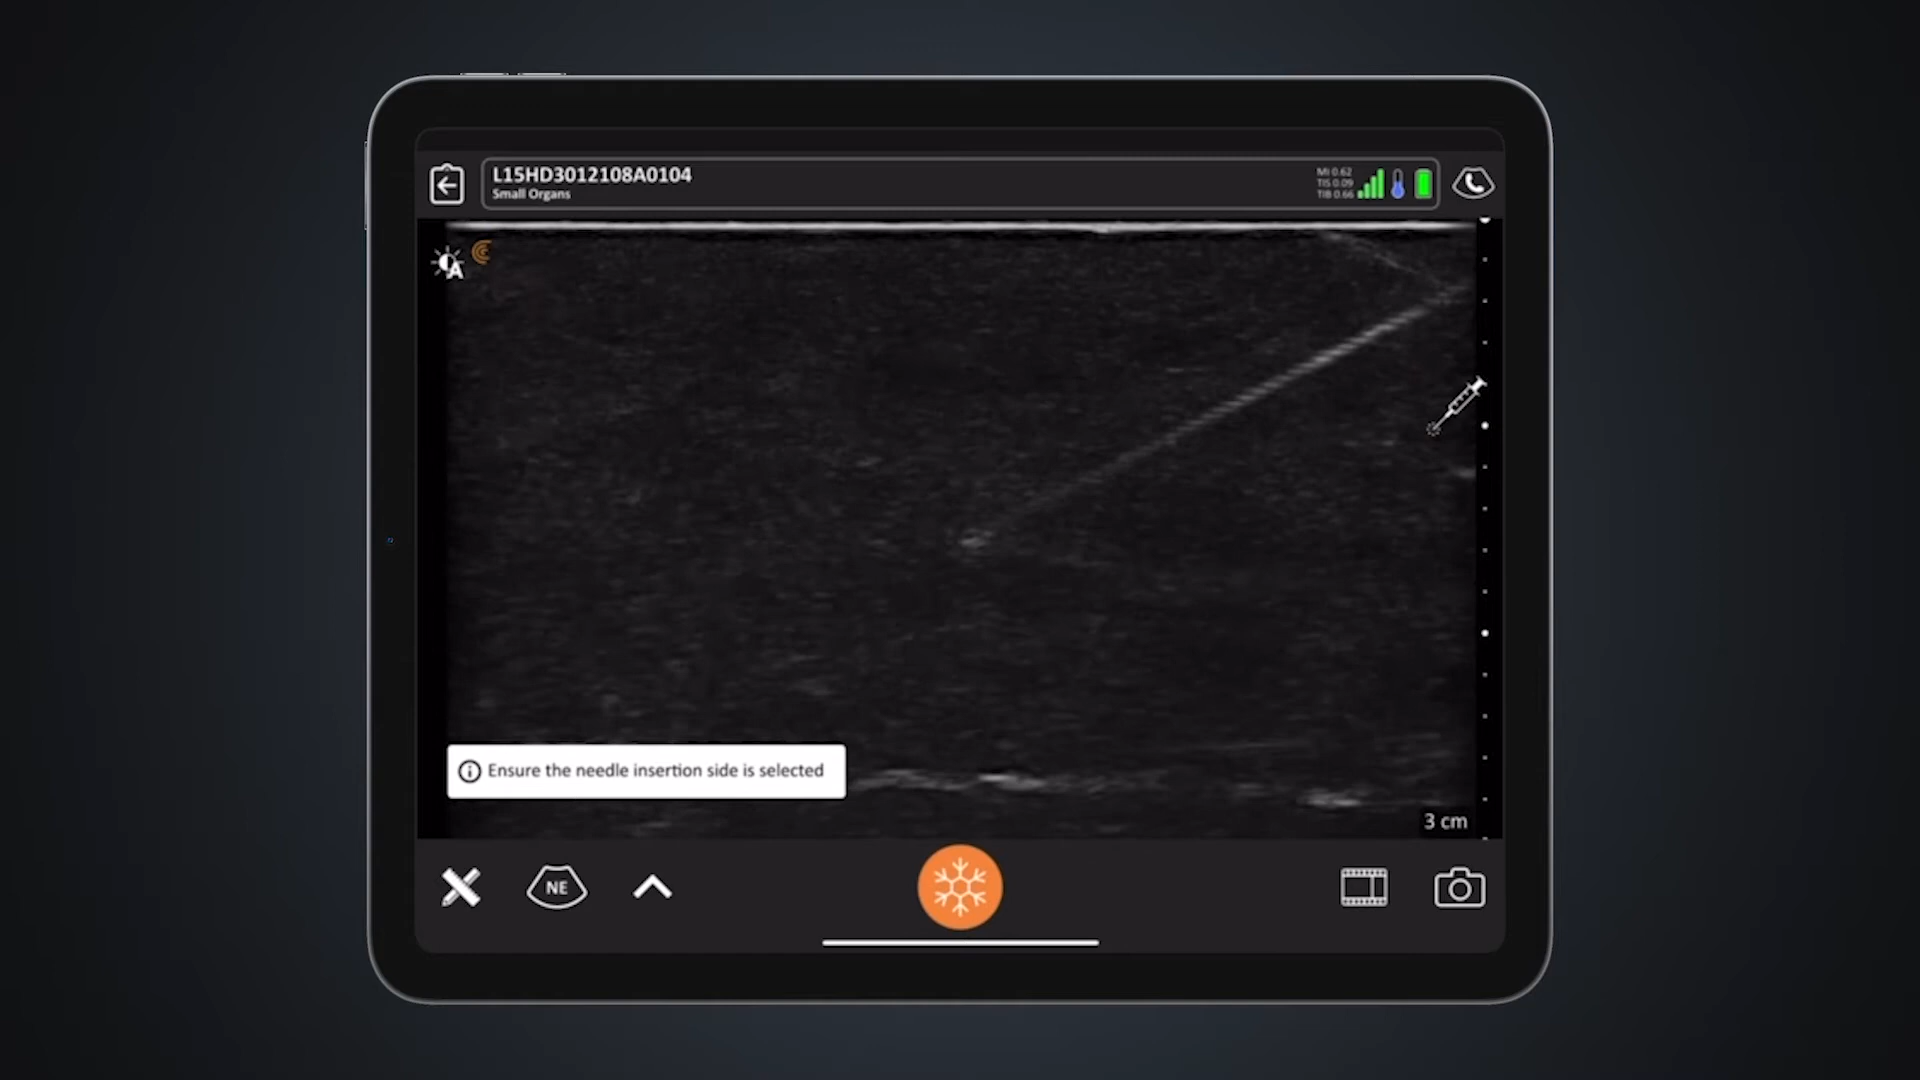 L15HD3012108A0104
Small Organs
MI 0.62
TIS 0.09
TIB 0.66
A
Ensure the needle insertion side is selected
3 cm
NE